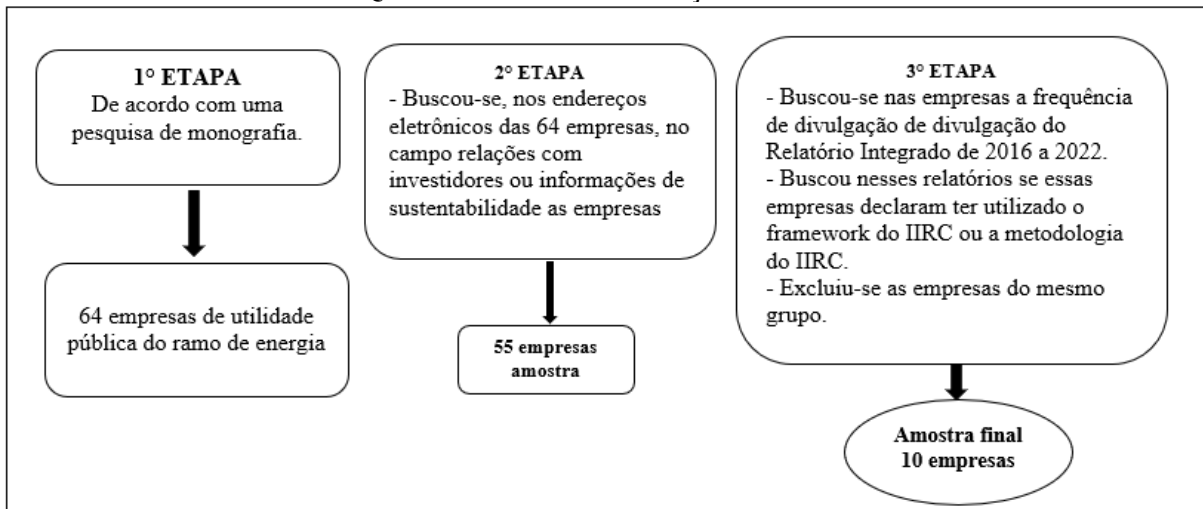 1° ETAPA
De acordo com uma
pesquisa de monografia.
64 empresas de utilidade
pública do ramo de energia
2° ETAPA
- Buscou-se, nos endereços
eletrônicos das 64 empresas, no
campo relações com
investidores ou informações de
sustentabilidade as empresas
55 empresas
amostra
3° ETAPA
- Buscou-se nas empresas a frequência
de divulgação de divulgação do
Relatório Integrado de 2016 a 2022.
- Buscou nesses relatórios se essas
empresas declaram ter utilizado o
framework do IIRC ou a metodologia
do IIRC.
- Excluiu-se as empresas do mesmo
grupo.
Amostra final
10 empresas